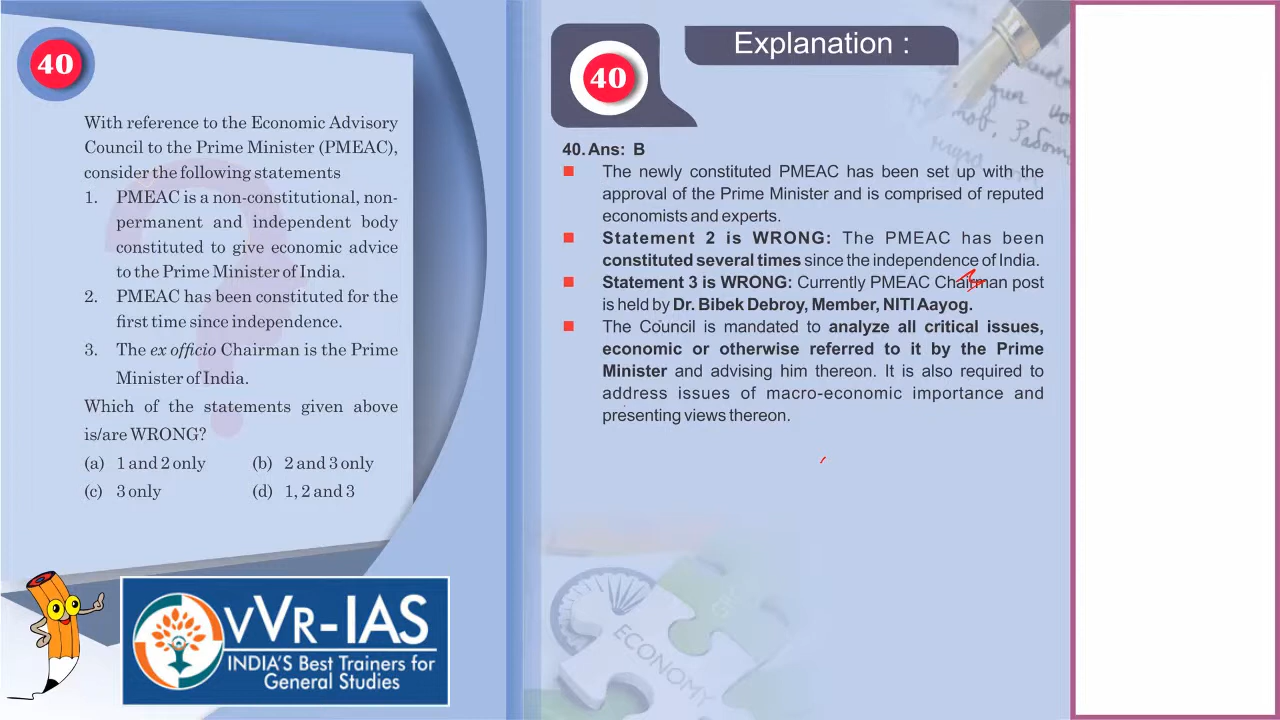 40
With reference to the Economic Advisory
Council to the Prime Minister (PMEAC),
consider the following statements
1. PMEAC is a non-constitutional, non-
permanent and independent body
constituted to give economic advice
to the Prime Minister of India.
2. PMEAC has been constituted for the
first time since independence.
3. The ex officio Chairman is the Prime
Minister of India.
Which of the statements given above
is/are WRONG?
(a) 1 and 2 only (b) 2 and 3 only
(c) 3 only (d) 1, 2 and 3
vVr-IAS
INDIA'S Best Trainers for
General Studies
40
Explanation :
40. Ans: B
The newly constituted PMEAC has been set up with the
approval of the Prime Minister and is comprised of reputed
economists and experts.
Statement 2 is WRONG: The PMEAC has been
constituted several times since the independence of India.
Statement 3 is WRONG: Currently PMEAC Chairman post
is held by Dr. Bibek Debroy, Member, NITI Aayog.
The Council is mandated to analyze all critical issues,
economic or otherwise referred to it by the Prime
Minister and advising him thereon. It is also required to
address issues of macro-economic importance and
presenting views thereon.
ECONOMY